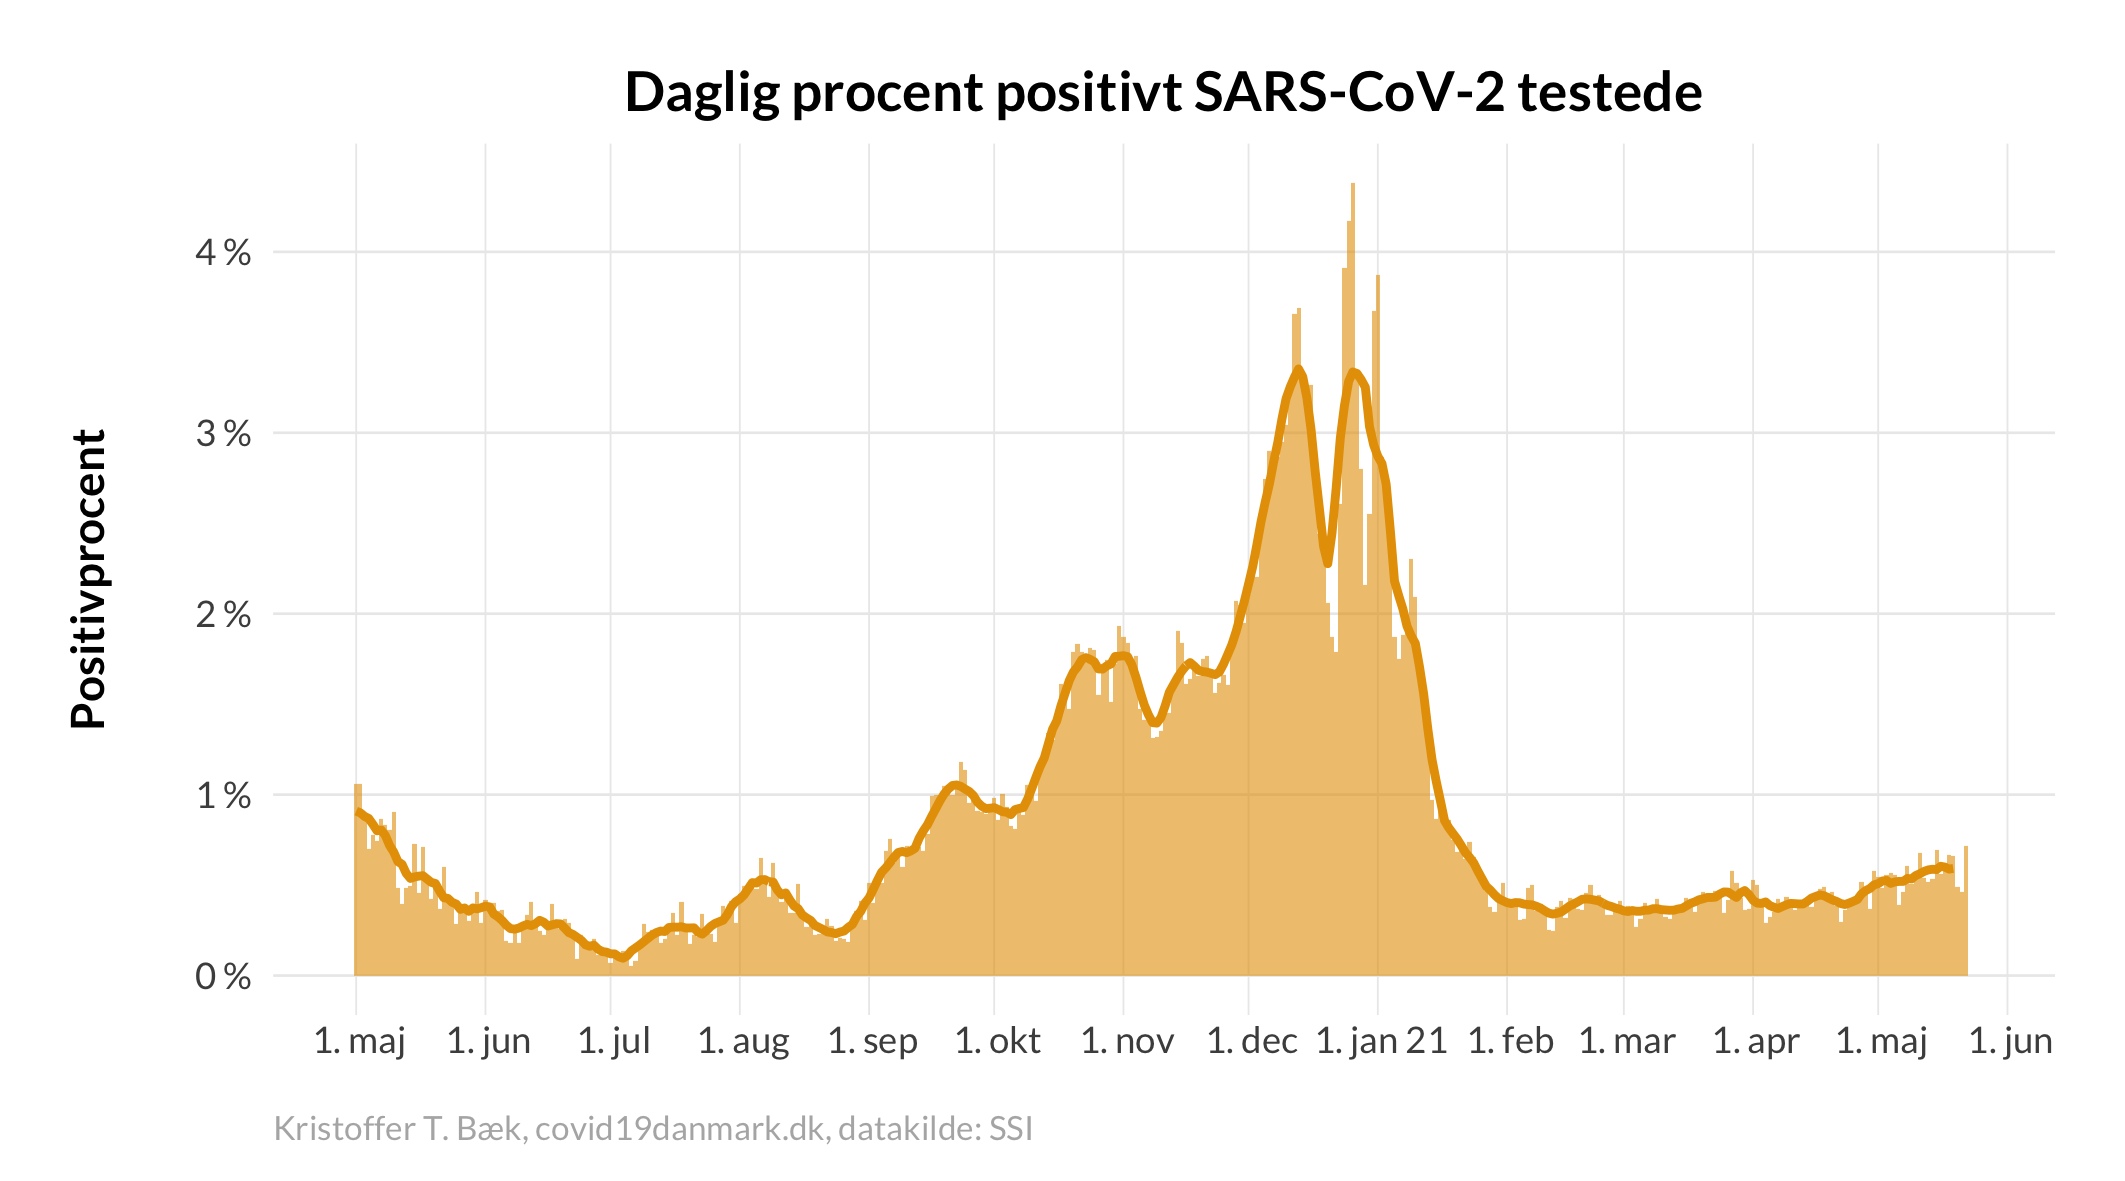 Daglig procent positivt SARS-CoV-2 testede
Positivprocent
4 %
3 %
2 %
1 %
0 %
1. maj 1. jun 1. jul 1. aug 1. sep 1. okt 1. nov 1. dec 1. jan 21 1. feb 1. mar 1. apr 1. maj 1. jun
Kristoffer T. Bæk, covid19danmark.dk, datakilde: SSI